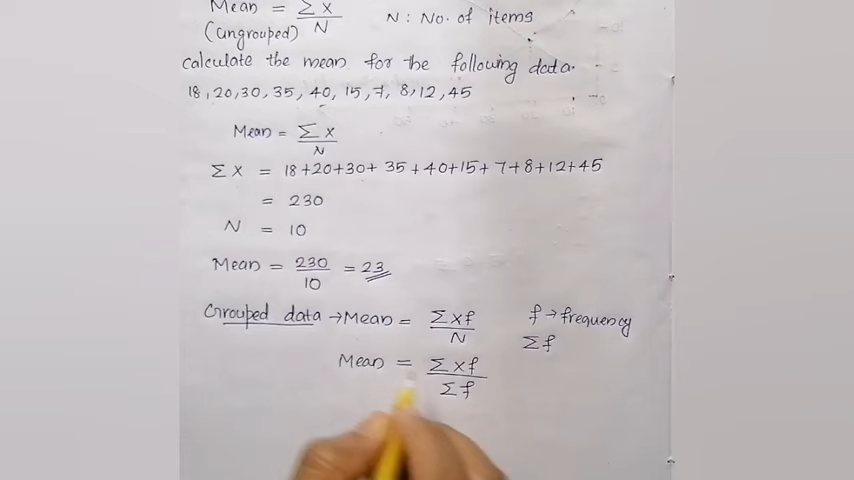 Mean = Σx/N N : No. of items
(ungrouped)
calculate the mean for the following data.
18, 20, 30, 35, 40, 15, 7, 8, 12, 45
Mean = Σx/N
Σx = 18+20+30+35+40+15+7+8+12+45
= 230
N = 10
Mean = 230/10 = 23
Grouped data → Mean = Σxf/N f → frequency
Σf
Mean = Σxf/Σf